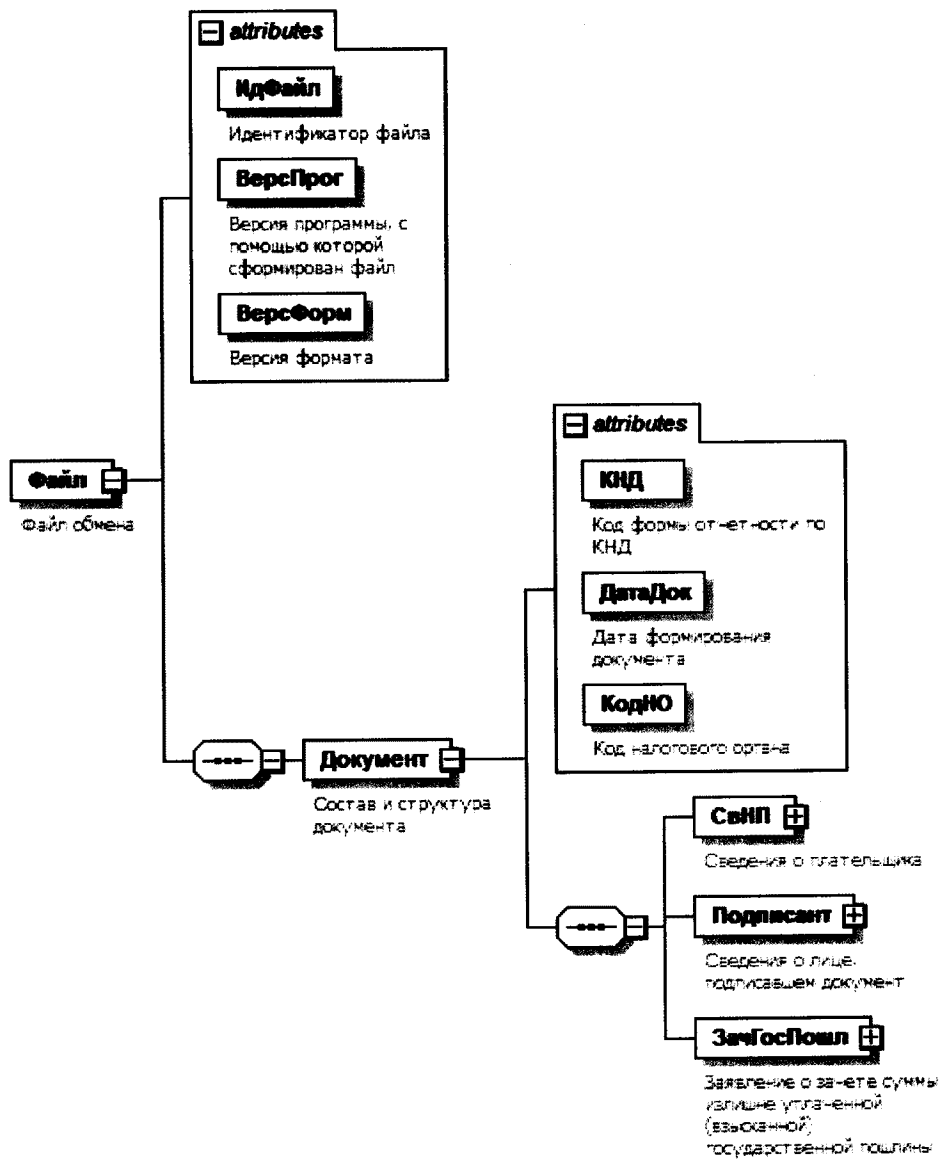 attributes
ИдФайл
Идентификатор файла
ВерсПрог
Версия программы, с
помощью которой
сформирован файл
ВерсФорм
Версия формата
Файл
Файл обмена
attributes
КНД
Код формы отчетности по
КНД
ДатаДок
Дата формирования
документа
КодНО
Код налогового органа
Документ
Состав и структура
документа
СвНП
Сведения о плательщика
Подписант
Сведения о лице,
подписавшем документ
ЗачГосПошл
Заявление о зачете суммы
излишне уплаченной
(взысканной)
государственной пошлины